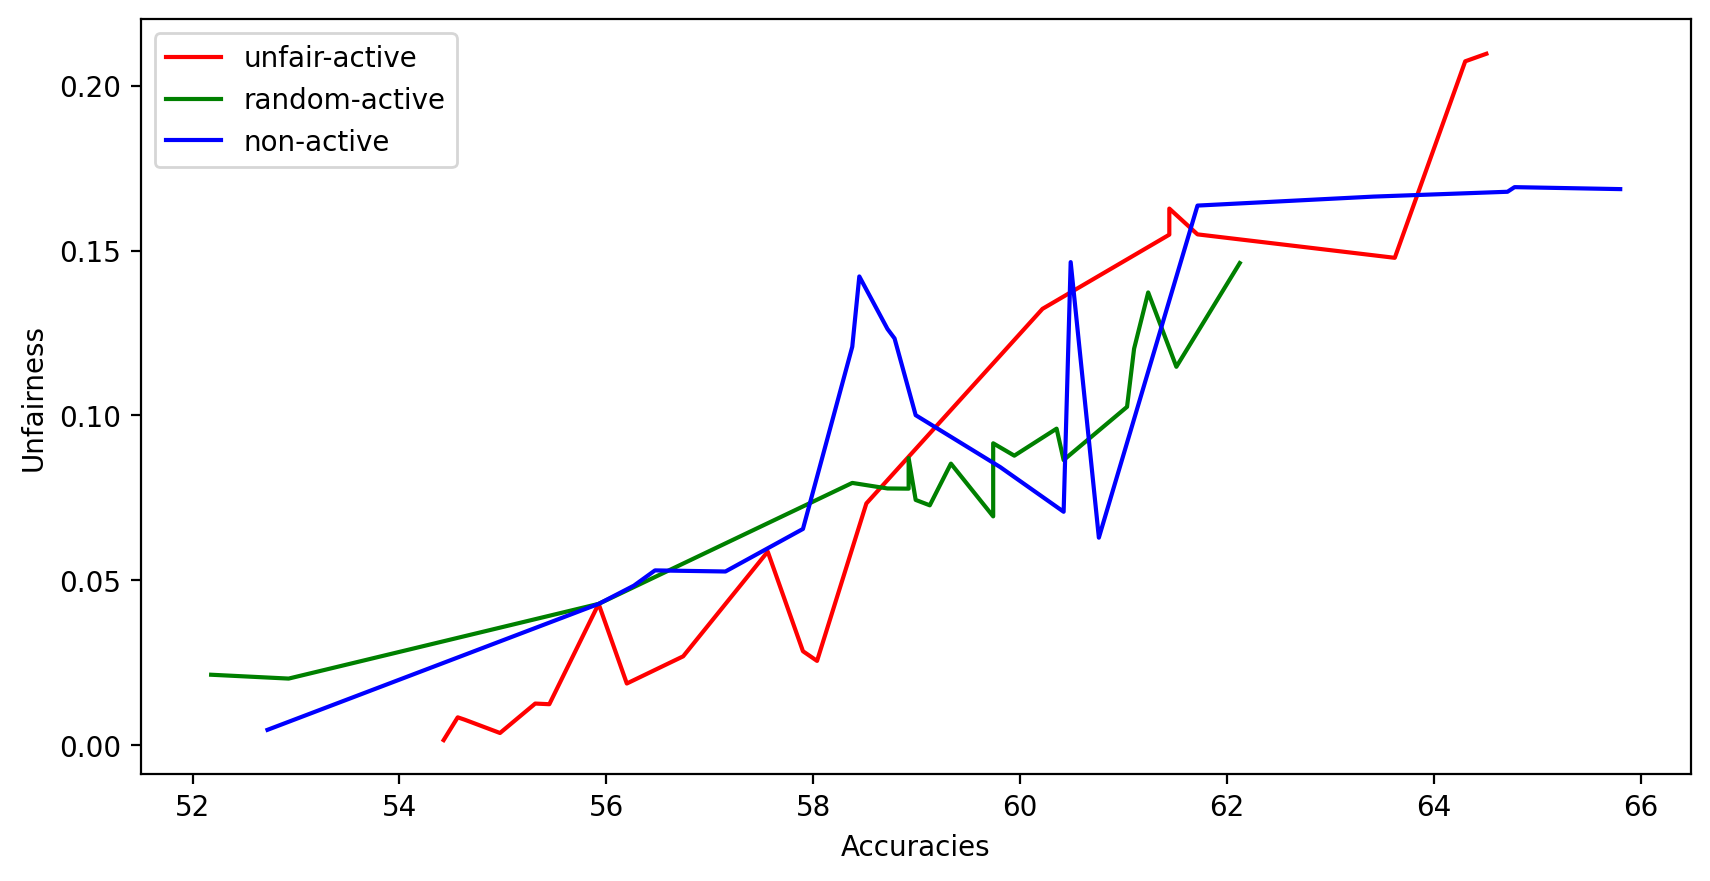 unfair-active
random-active
non-active
0.20
0.15
0.10
0.05
0.00
Unfairness
52 54 56 58 60 62 64 66
Accuracies